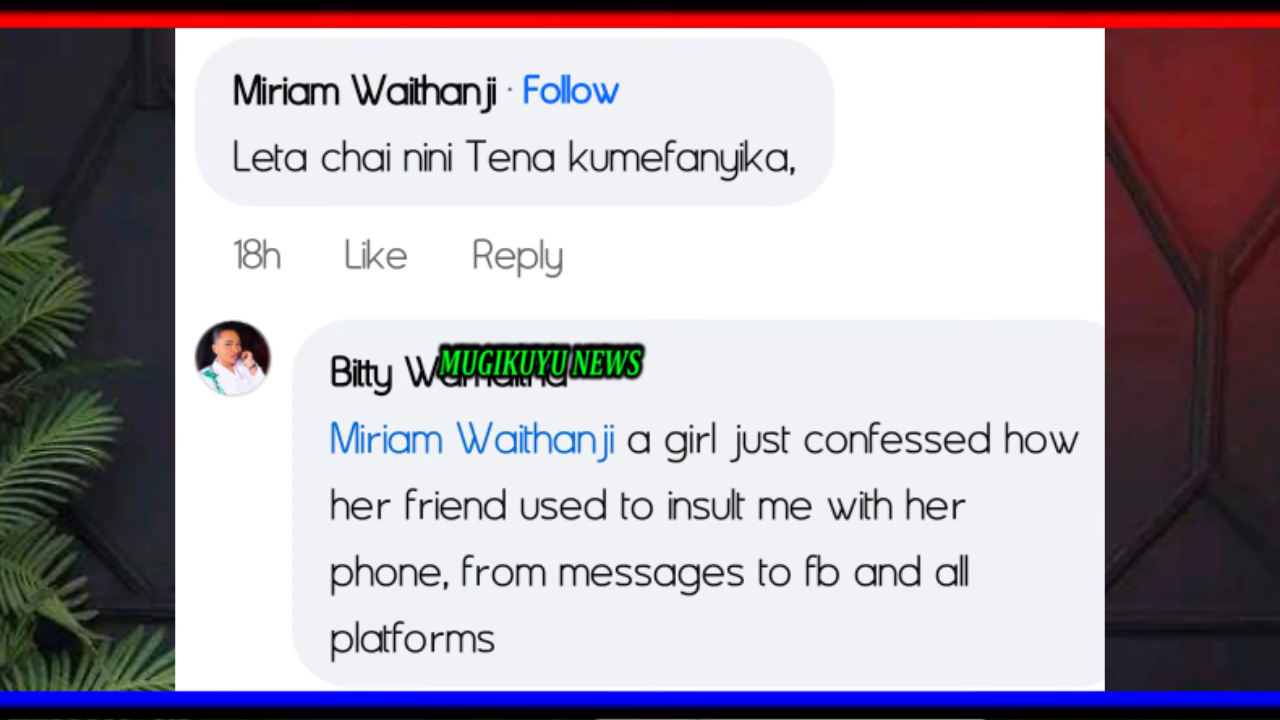 Miriam Waithanji · Follow
Leta chai nini Tena kumefanyika,
18h Like Reply
Bitty
MUGIKUYU NEWS
Miriam Waithanji a girl just confessed how
her friend used to insult me with her
phone, from messages to fb and all
platforms